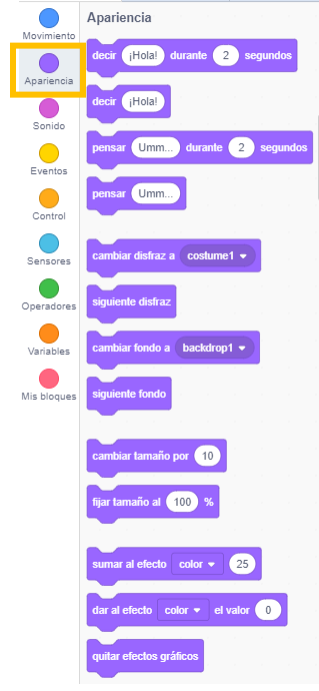 Movimiento
Apariencia
Sonido
Eventos
Control
Sensores
Operadores
Variables
Mis bloques
Apariencia
decir ¡Hola! durante 2 segundos
decir ¡Hola!
pensar Umm... durante 2 segundos
pensar Umm...
cambiar disfraz a costume1
siguiente disfraz
cambiar fondo a backdrop1
siguiente fondo
cambiar tamaño por 10
fijar tamaño al 100 %
sumar al efecto color 25
dar al efecto color el valor 0
quitar efectos gráficos